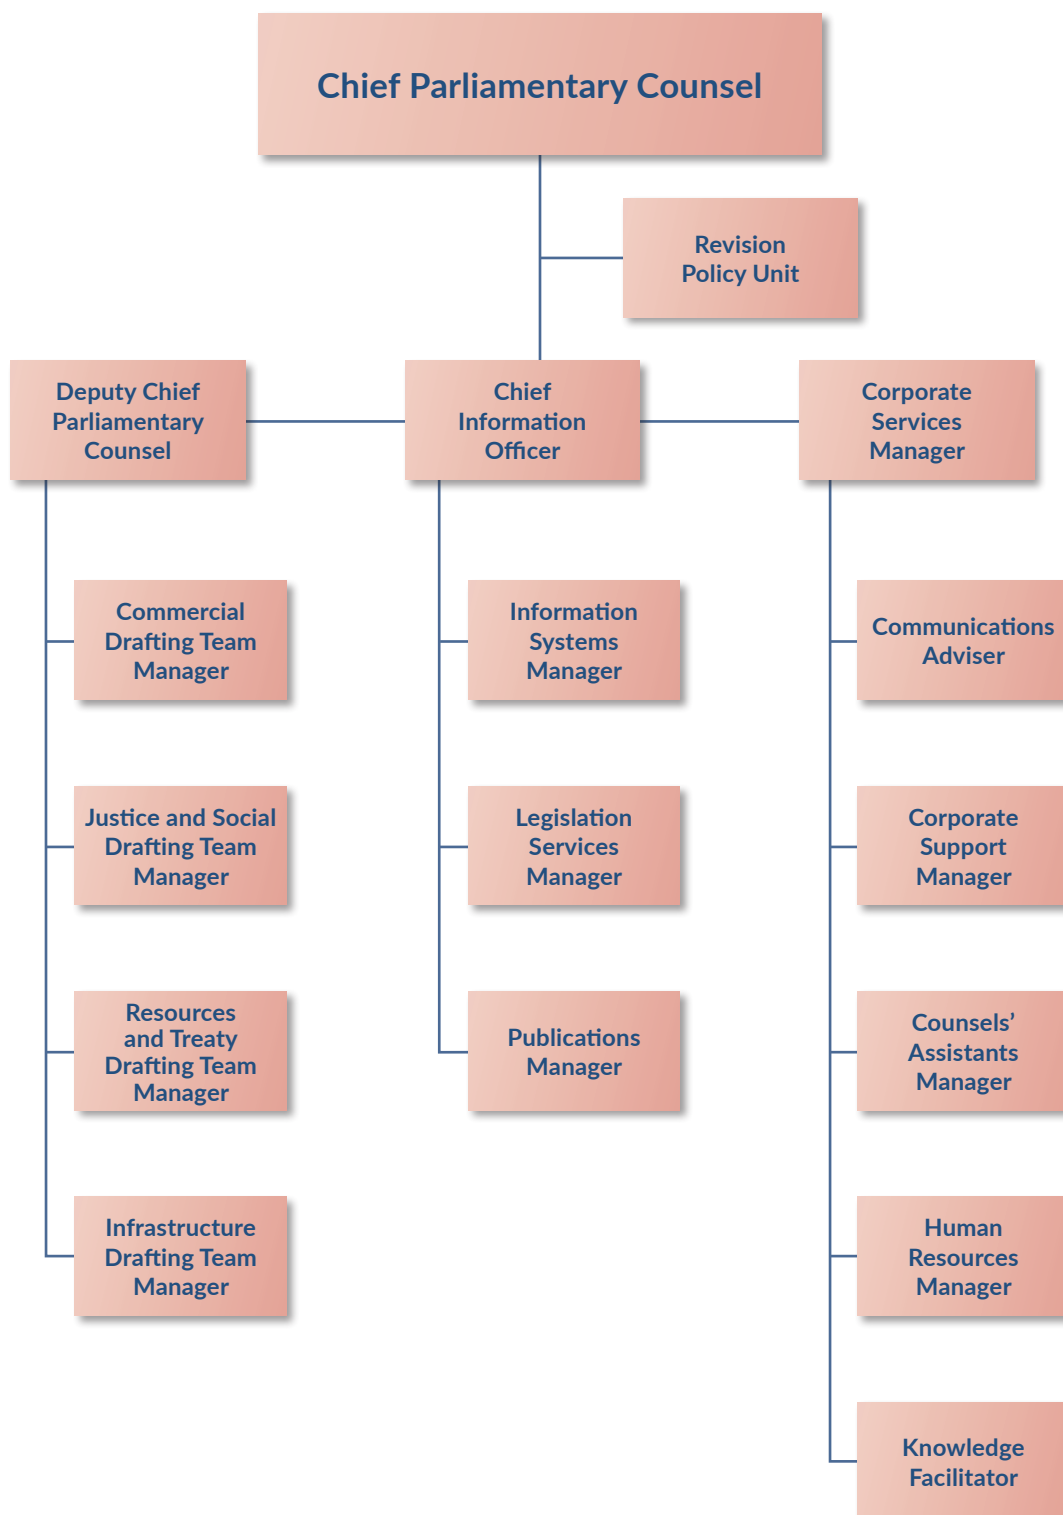 Chief Parliamentary Counsel
Revision
Policy Unit
Deputy Chief
Parliamentary
Counsel
Chief
Information
Officer
Corporate
Services
Manager
Commercial
Drafting Team
Manager
Justice and Social
Drafting Team
Manager
Resources
and Treaty
Drafting Team
Manager
Infrastructure
Drafting Team
Manager
Information
Systems
Manager
Legislation
Services
Manager
Publications
Manager
Communications
Adviser
Corporate
Support
Manager
Counsels’
Assistants
Manager
Human
Resources
Manager
Knowledge
Facilitator